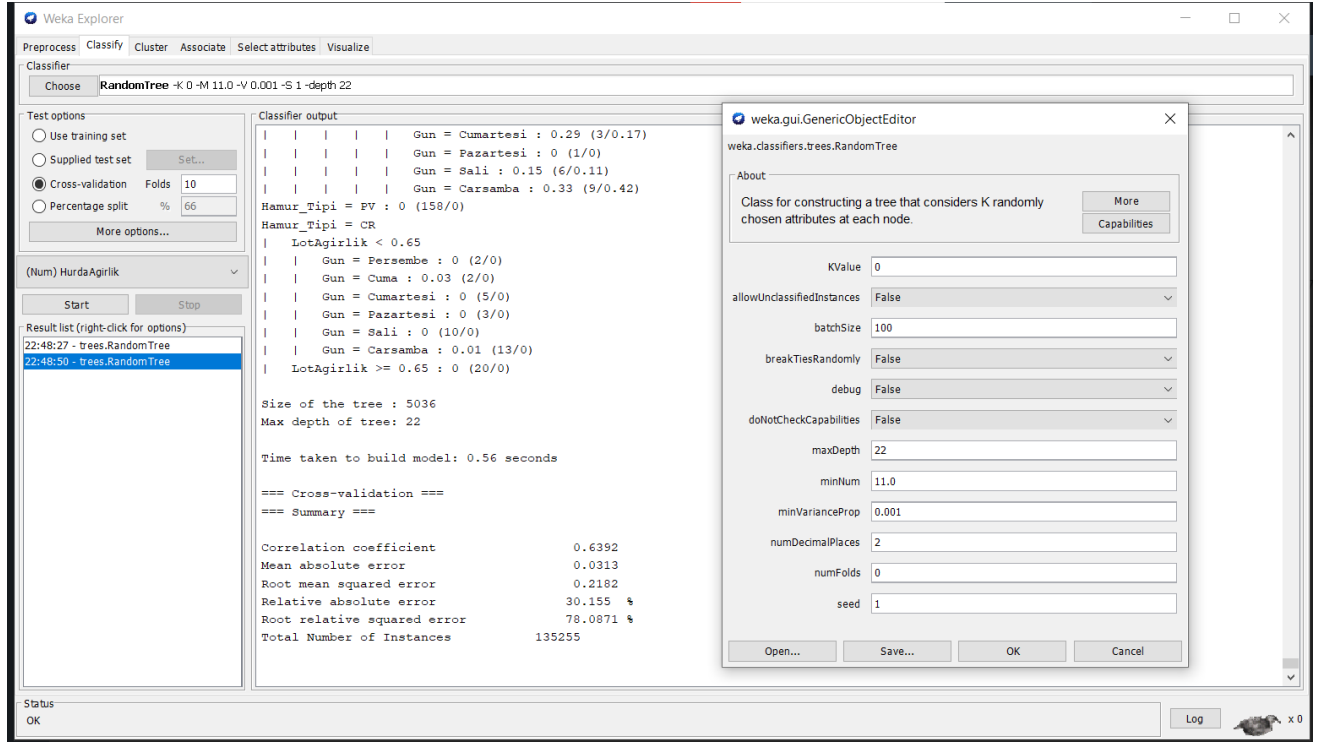 Weka Explorer
Preprocess Classify Cluster Associate Select attributes Visualize
Classifier
Choose RandomTree -K 0 -M 11.0 -V 0.001 -S 1 -depth 22
Test options
Use training set
Supplied test set Set...
Cross-validation Folds 10
Percentage split % 66
More options...
(Num) HurdaAgirlik
Start Stop
Result list (right-click for options)
22:48:27 - trees.RandomTree
22:48:50 - trees.RandomTree
Classifier output
| | | | | Gun = Cumartesi : 0.29 (3/0.17)
| | | | | Gun = Pazartesi : 0 (1/0)
| | | | | Gun = Sali : 0.15 (6/0.11)
| | | | | Gun = Carsamba : 0.33 (9/0.42)
Hamur_Tipi = PV : 0 (158/0)
Hamur_Tipi = CR
| LotAgirlik < 0.65
| | Gun = Persembe : 0 (2/0)
| | Gun = Cuma : 0.03 (2/0)
| | Gun = Cumartesi : 0 (5/0)
| | Gun = Pazartesi : 0 (3/0)
| | Gun = Sali : 0 (10/0)
| | Gun = Carsamba : 0.01 (13/0)
| LotAgirlik >= 0.65 : 0 (20/0)
Size of the tree : 5036
Max depth of tree: 22
Time taken to build model: 0.56 seconds
=== Cross-validation ===
=== Summary ===
Correlation coefficient 0.6392
Mean absolute error 0.0313
Root mean squared error 0.2182
Relative absolute error 30.155 %
Root relative squared error 78.0871 %
Total Number of Instances 135255
weka.gui.GenericObjectEditor
weka.classifiers.trees.RandomTree
About
Class for constructing a tree that considers K randomly
chosen attributes at each node.
More
Capabilities
KValue 0
allowUnclassifiedInstances False
batchSize 100
breakTiesRandomly False
debug False
doNotCheckCapabilities False
maxDepth 22
minNum 11.0
minVarianceProp 0.001
numDecimalPlaces 2
numFolds 0
seed 1
Open... Save... OK Cancel
Status
OK
Log x 0